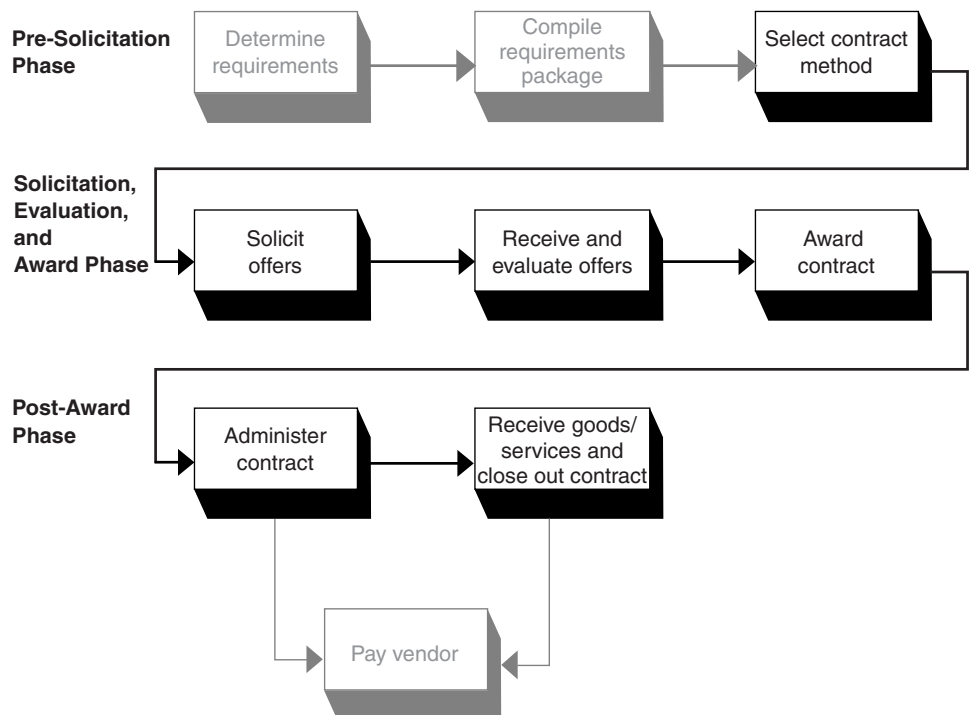 Pre-Solicitation
Phase
Determine
requirements
Compile
requirements
package
Select contract
method
Solicitation,
Evaluation,
and
Award Phase
Solicit
offers
Receive and
evaluate offers
Award
contract
Post-Award
Phase
Administer
contract
Receive goods/
services and
close out contract
Pay vendor